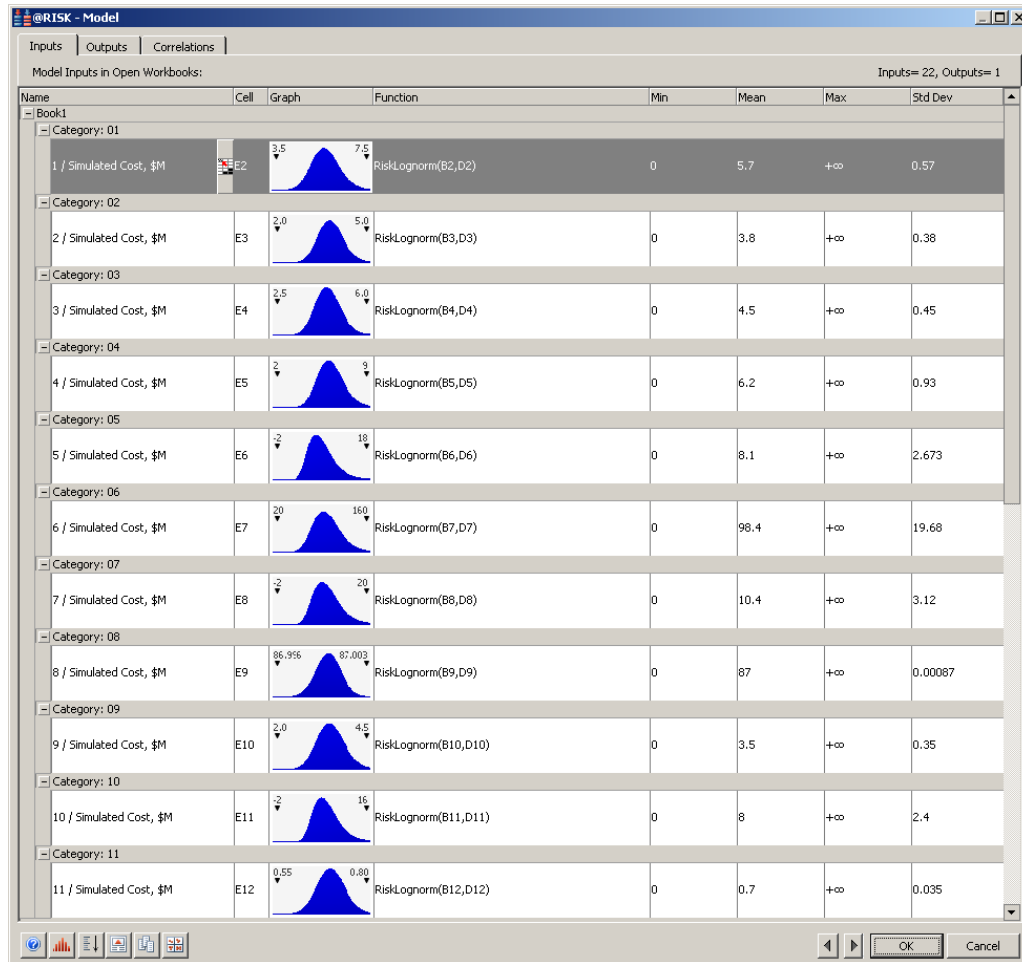 @RISK - Model
Inputs Outputs Correlations
Model Inputs in Open Workbooks: Inputs= 22, Outputs= 1
Name Cell Graph Function Min Mean Max Std Dev
Book1
Category: 01
3.5 7.5
1 / Simulated Cost, $M E2 RiskLognorm(B2,D2) 0 5.7 +∞ 0.57
Category: 02
2.0 5.0
2 / Simulated Cost, $M E3 RiskLognorm(B3,D3) 0 3.8 +∞ 0.38
Category: 03
2.5 6.0
3 / Simulated Cost, $M E4 RiskLognorm(B4,D4) 0 4.5 +∞ 0.45
Category: 04
2 9
4 / Simulated Cost, $M E5 RiskLognorm(B5,D5) 0 6.2 +∞ 0.93
Category: 05
-2 18
5 / Simulated Cost, $M E6 RiskLognorm(B6,D6) 0 8.1 +∞ 2.673
Category: 06
20 160
6 / Simulated Cost, $M E7 RiskLognorm(B7,D7) 0 98.4 +∞ 19.68
Category: 07
-2 20
7 / Simulated Cost, $M E8 RiskLognorm(B8,D8) 0 10.4 +∞ 3.12
Category: 08
86.996 87.003
8 / Simulated Cost, $M E9 RiskLognorm(B9,D9) 0 87 +∞ 0.00087
Category: 09
2.0 4.5
9 / Simulated Cost, $M E10 RiskLognorm(B10,D10) 0 3.5 +∞ 0.35
Category: 10
-2 16
10 / Simulated Cost, $M E11 RiskLognorm(B11,D11) 0 8 +∞ 2.4
Category: 11
0.55 0.80
11 / Simulated Cost, $M E12 RiskLognorm(B12,D12) 0 0.7 +∞ 0.035
OK Cancel